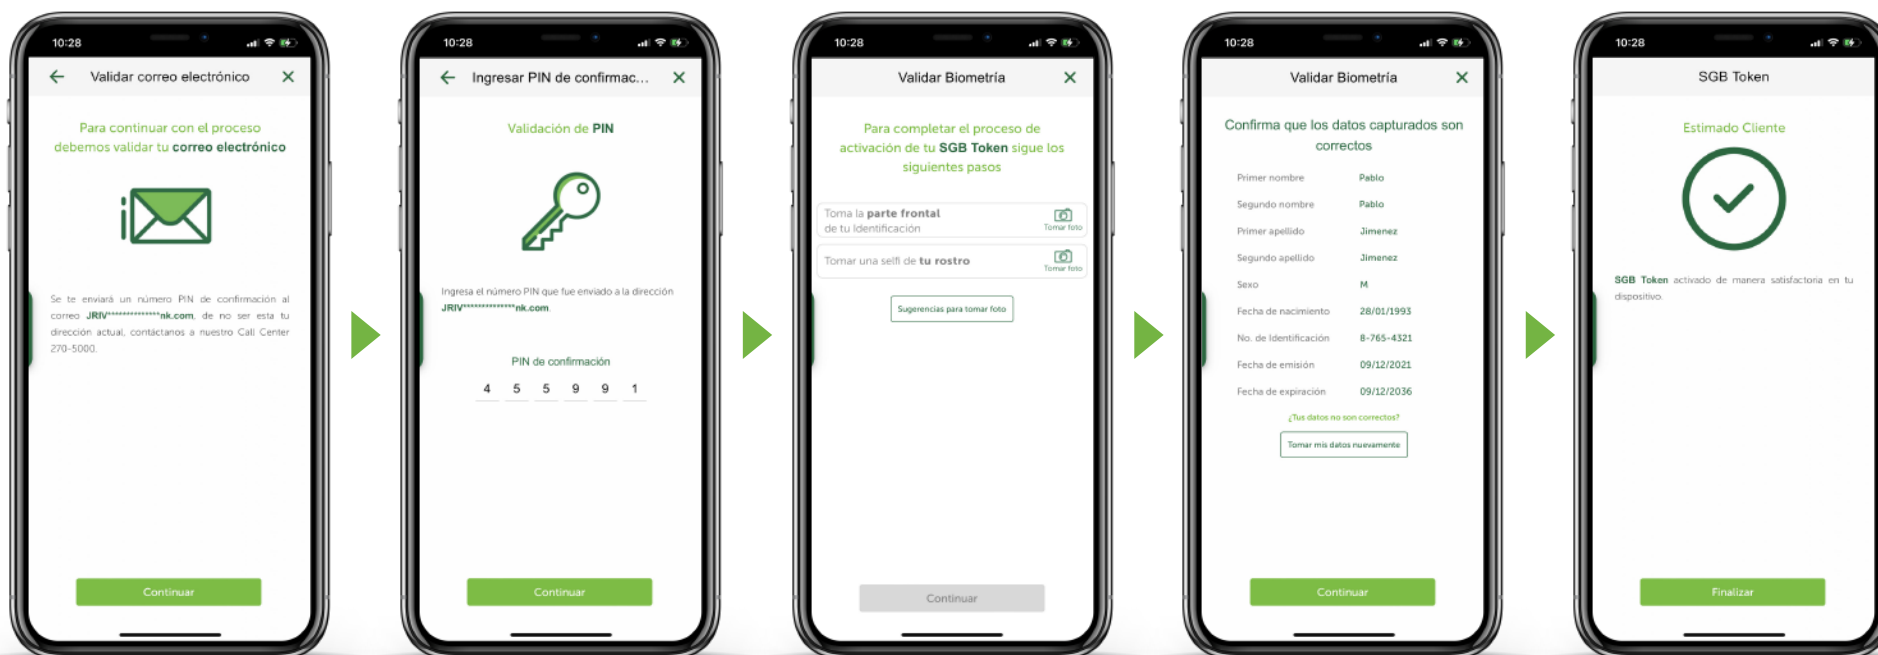 10:28
Validar correo electrónico
Para continuar con el proceso
debemos validar tu correo electrónico
Se te enviará un número PIN de confirmación al
correo JRIV**************nk.com, de no ser esta tu
dirección actual, contáctanos a nuestro Call Center
270-5000.
Continuar
10:28
Ingresar PIN de confirmac...
Validación de PIN
Ingresa el número PIN que fue enviado a la dirección
JRIV**************nk.com.
PIN de confirmación
4 5 5 9 9 1
Continuar
10:28
Validar Biometría
Para completar el proceso de
activación de tu SGB Token sigue los
siguientes pasos
Toma la parte frontal
de tu Identificación
Tomar foto
Tomar una selfi de tu rostro
Tomar foto
Sugerencias para tomar foto
Continuar
10:28
Validar Biometría
Confirma que los datos capturados son
correctos
Primer nombre Pablo
Segundo nombre Pablo
Primer apellido Jimenez
Segundo apellido Jimenez
Sexo M
Fecha de nacimiento 28/01/1993
No. de Identificación 8-765-4321
Fecha de emisión 09/12/2021
Fecha de expiración 09/12/2036
¿Tus datos no son correctos?
Tomar mis datos nuevamente
Continuar
10:28
SGB Token
Estimado Cliente
SGB Token activado de manera satisfactoria en tu
dispositivo.
Finalizar